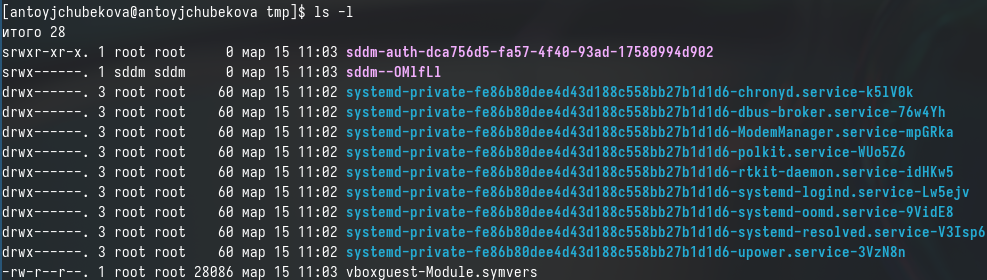 [antoyjchubekova@antoyjchubekova tmp]$ ls -l
итого 28
srwxr-xr-x. 1 root root 0 мар 15 11:03 sddm-auth-dca756d5-fa57-4f40-93ad-17580994d902
srwx------. 1 sddm sddm 0 мар 15 11:03 sddm--OMlfLl
drwx------. 3 root root 60 мар 15 11:02 systemd-private-fe86b80dee4d43d188c558bb27b1d1d6-chronyd.service-k5lV0k
drwx------. 3 root root 60 мар 15 11:02 systemd-private-fe86b80dee4d43d188c558bb27b1d1d6-dbus-broker.service-76w4Yh
drwx------. 3 root root 60 мар 15 11:02 systemd-private-fe86b80dee4d43d188c558bb27b1d1d6-ModemManager.service-mpGRka
drwx------. 3 root root 60 мар 15 11:02 systemd-private-fe86b80dee4d43d188c558bb27b1d1d6-polkit.service-WUo5Z6
drwx------. 3 root root 60 мар 15 11:02 systemd-private-fe86b80dee4d43d188c558bb27b1d1d6-rtkit-daemon.service-idHKw5
drwx------. 3 root root 60 мар 15 11:02 systemd-private-fe86b80dee4d43d188c558bb27b1d1d6-systemd-logind.service-Lw5ejv
drwx------. 3 root root 60 мар 15 11:02 systemd-private-fe86b80dee4d43d188c558bb27b1d1d6-systemd-oomd.service-9VidE8
drwx------. 3 root root 60 мар 15 11:02 systemd-private-fe86b80dee4d43d188c558bb27b1d1d6-systemd-resolved.service-V3Isp6
drwx------. 3 root root 60 мар 15 11:02 systemd-private-fe86b80dee4d43d188c558bb27b1d1d6-upower.service-3VzN8n
-rw-r--r--. 1 root root 28086 мар 15 11:03 vboxguest-Module.symvers